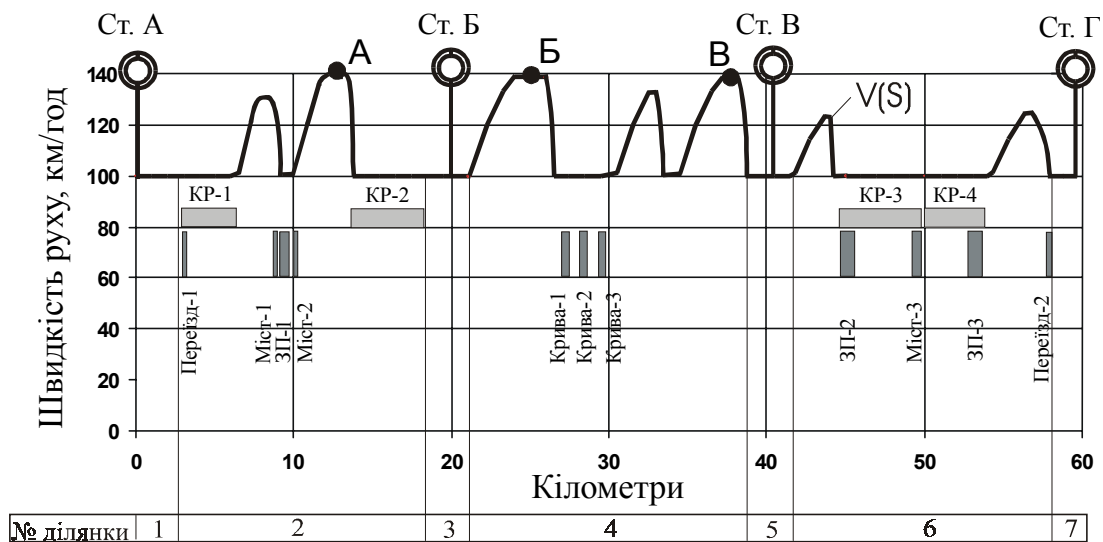 Ст. А
Ст. Б
Ст. В
Ст. Г
Швидкість руху, км/год
140
120
100
80
60
40
20
0
А
Б
В
V(S)
КР-1
КР-2
КР-3
КР-4
Переїзд-1
Міст-1
ЗП-1
Міст-2
Крива-1
Крива-2
Крива-3
ЗП-2
Міст-3
ЗП-3
Переїзд-2
0
10
20
30
40
50
60
Кілометри
№ ділянки 1 2 3 4 5 6 7